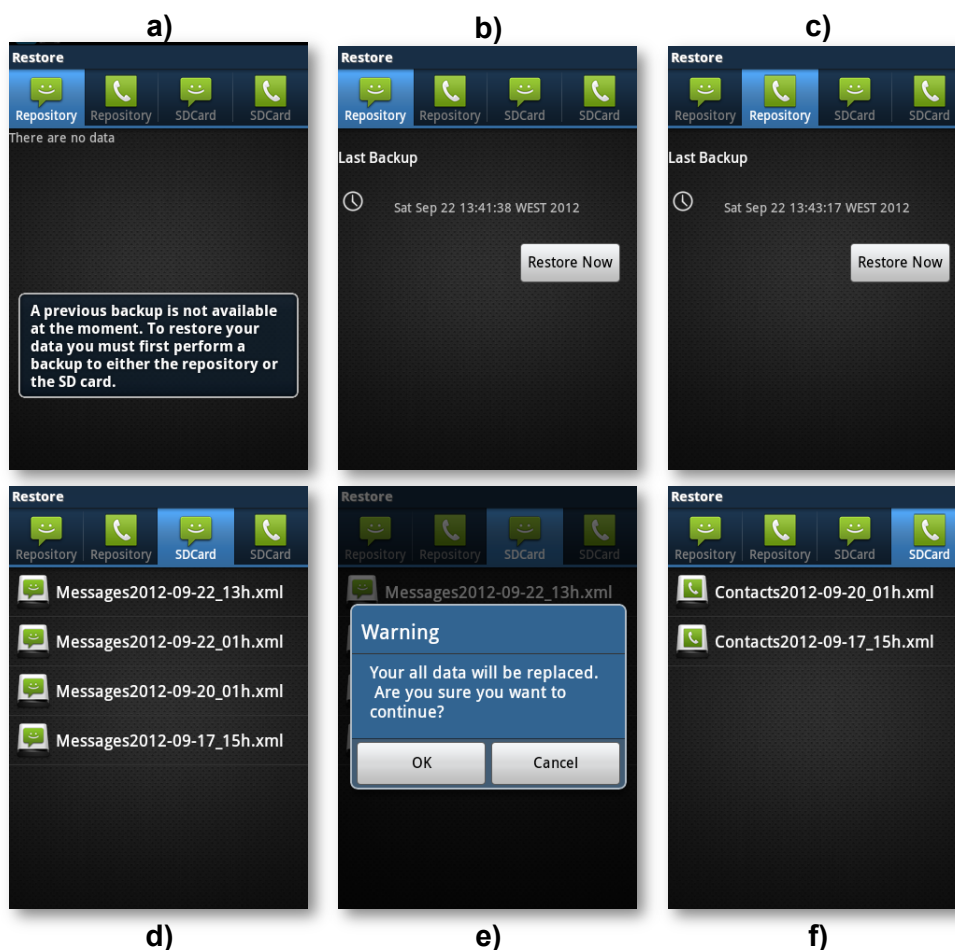 a)
Restore
Repository Repository SDCard SDCard
There are no data
A previous backup is not available
at the moment. To restore your
data you must first perform a
backup to either the repository or
the SD card.
b)
Restore
Repository Repository SDCard SDCard
Last Backup
Sat Sep 22 13:41:38 WEST 2012
Restore Now
c)
Restore
Repository Repository SDCard SDCard
Last Backup
Sat Sep 22 13:43:17 WEST 2012
Restore Now
Restore
Repository Repository SDCard SDCard
Messages2012-09-22_13h.xml
Messages2012-09-22_01h.xml
Messages2012-09-20_01h.xml
Messages2012-09-17_15h.xml
d)
Restore
Repository Repository SDCard SDCard
Messages2012-09-22_13h.xml
Warning
Your all data will be replaced.
Are you sure you want to
continue?
OK Cancel
e)
Restore
Repository Repository SDCard SDCard
Contacts2012-09-20_01h.xml
Contacts2012-09-17_15h.xml
f)